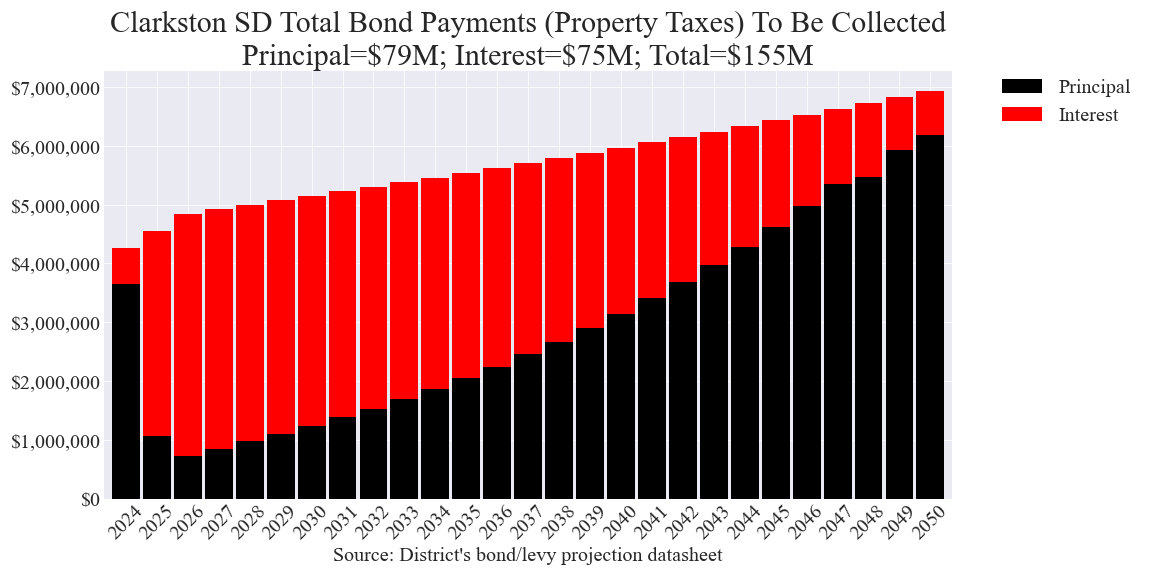 Clarkston SD Total Bond Payments (Property Taxes) To Be Collected
Principal=$79M; Interest=$75M; Total=$155M
Principal
Interest
$7,000,000
$6,000,000
$5,000,000
$4,000,000
$3,000,000
$2,000,000
$1,000,000
$0
2024 2025 2026 2027 2028 2029 2030 2031 2032 2033 2034 2035 2036 2037 2038 2039 2040 2041 2042 2043 2044 2045 2046 2047 2048 2049 2050
Source: District's bond/levy projection datasheet